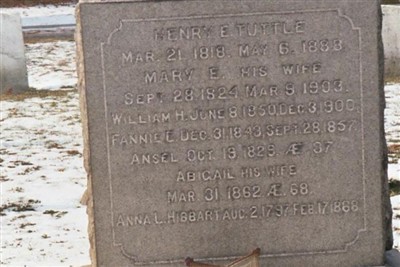 HENRY E TUTTLE
MAR. 21. 1818. MAY 6. 1888.
MARY E. HIS WIFE
SEPT. 28 1824. MAR. 9. 1903.
WILLIAM H. JUNE 8 1850. DEC. 3. 1900.
FANNIE E. DEC. 31 1843. SEPT. 28. 1857.
ANSEL OCT. 19. 1829. Æ. 37.
ABIGAIL HIS WIFE
MAR. 31. 1862 Æ. 68.
ANNA L. HIBBART AUG. 2. 1797. FEB. 17. 1868.